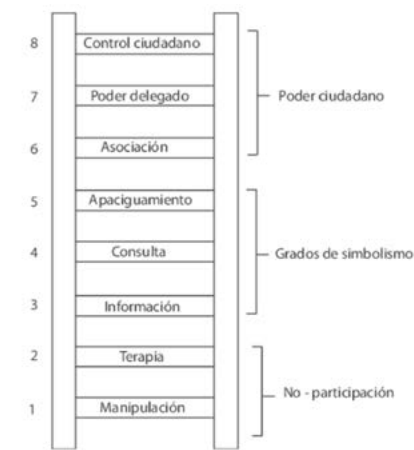 8 Control ciudadano
7 Poder delegado
Poder ciudadano
6 Asociación
5 Apaciguamiento
4 Consulta
Grados de simbolismo
3 Información
2 Terapia
No - participación
1 Manipulación